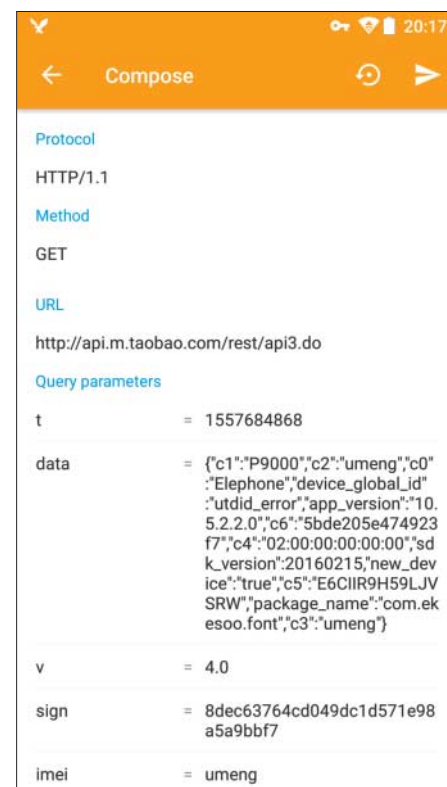 20:17
Compose
Protocol
HTTP/1.1
Method
GET
URL
http://api.m.taobao.com/rest/api3.do
Query parameters
t = 1557684868
data = {"c1":"P9000","c2":"umeng","c0"
:"Elephone","device_global_id"
:"utdid_error","app_version":"10.
5.2.2.0","c6":"5bde205e474923
f7","c4":"02:00:00:00:00:00","sd
k_version":20160215,"new_dev
ice":"true","c5":"E6CIIR9H59LJV
SRW","package_name":"com.ek
esoo.font","c3":"umeng"}
v = 4.0
sign = 8dec63764cd049dc1d571e98
a5a9bbf7
imei = umeng